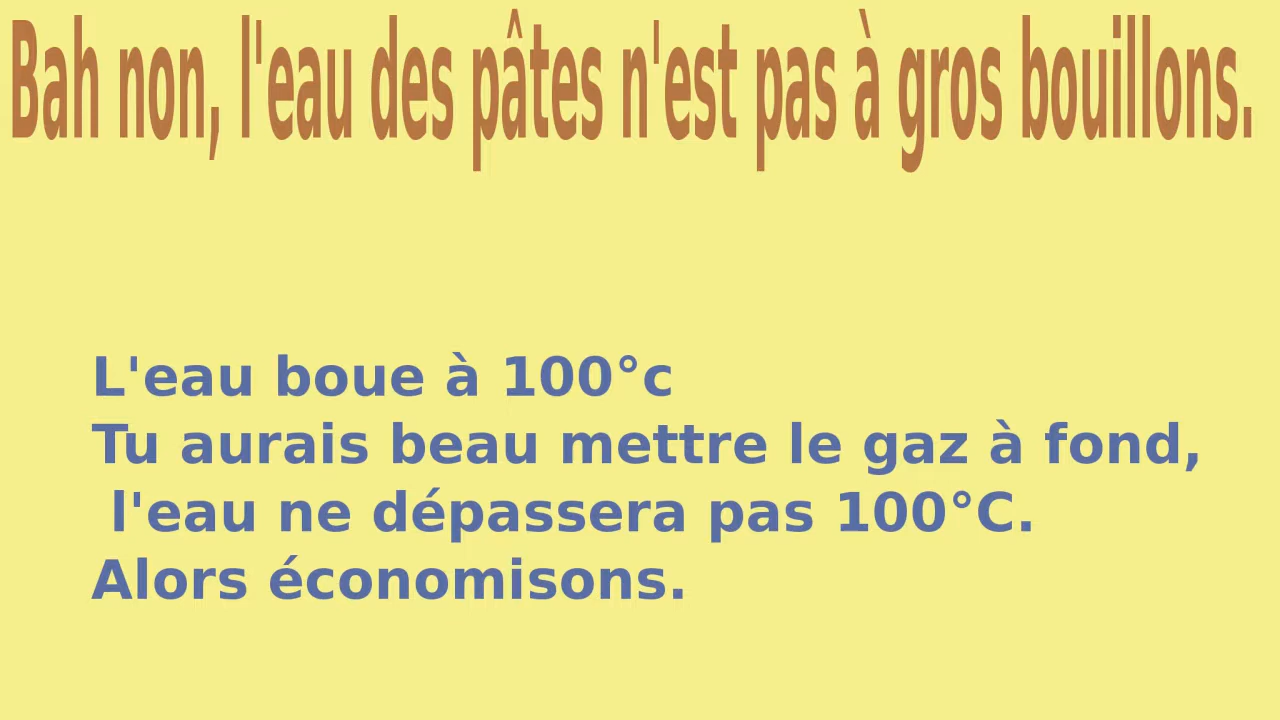 Bah non, l'eau des pâtes n'est pas à gros bouillons.
L'eau boue à 100°c
Tu aurais beau mettre le gaz à fond,
l'eau ne dépassera pas 100°C.
Alors économisons.